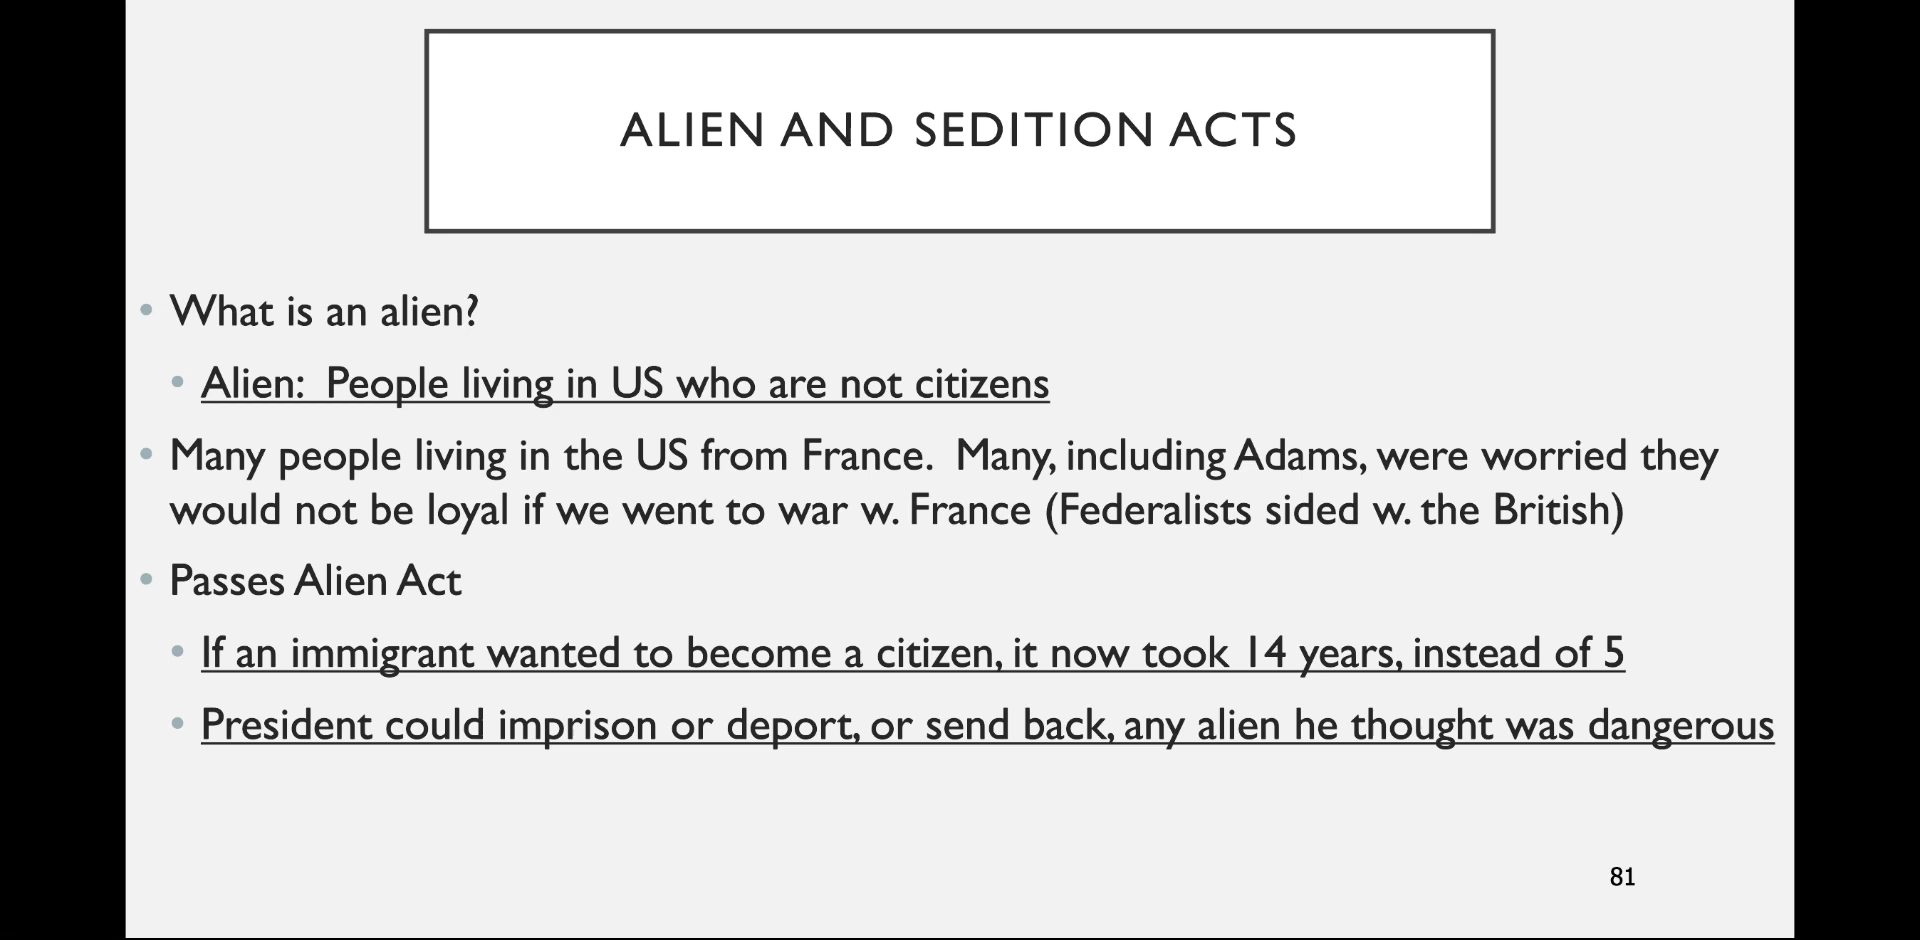 ALIEN AND SEDITION ACTS
• What is an alien?
• Alien:  People living in US who are not citizens
• Many people living in the US from France.  Many, including Adams, were worried they
would not be loyal if we went to war w. France (Federalists sided w. the British)
• Passes Alien Act
• If an immigrant wanted to become a citizen, it now took 14 years, instead of 5
• President could imprison or deport, or send back, any alien he thought was dangerous
81